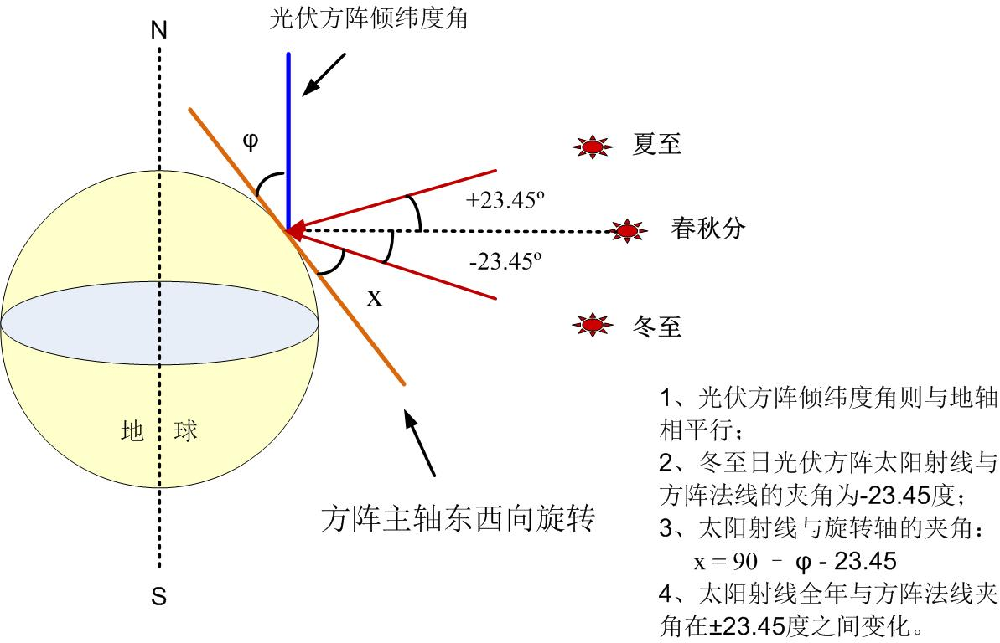 N
光伏方阵倾纬度角
φ
夏至
+23.45º
春秋分
-23.45º
x
冬至
地 球
方阵主轴东西向旋转
S
1、光伏方阵倾纬度角则与地轴
相平行；
2、冬至日光伏方阵太阳射线与
方阵法线的夹角为-23.45度；
3、太阳射线与旋转轴的夹角：
x = 90 – φ - 23.45
4、太阳射线全年与方阵法线夹
角在±23.45度之间变化。